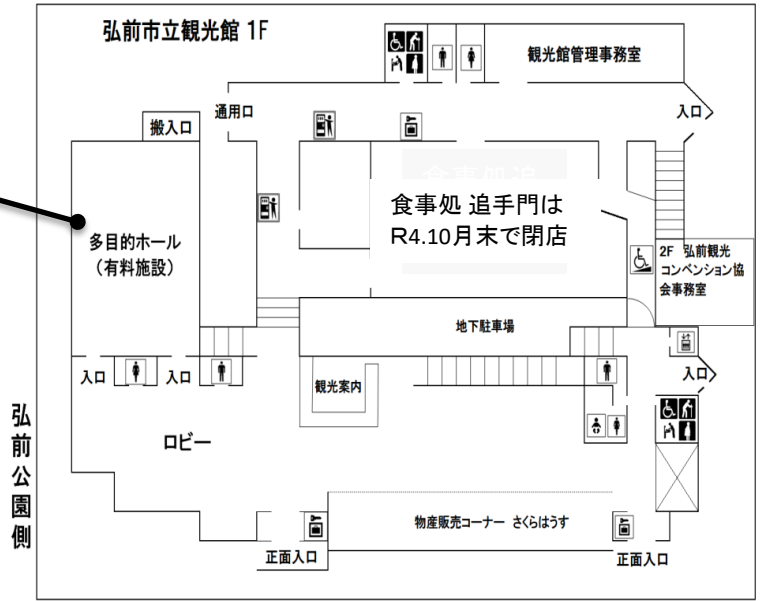 弘前市立観光館 1F
観光館管理事務室
通用口
入口
搬入口
食事処 追手門は
R4.10月末で閉店
多目的ホール
（有料施設）
2F 弘前観光
コンベンション協
会事務室
地下駐車場
入口
入口
観光案内
入口
ロビー
弘前公園側
物産販売コーナー さくらはうす
正面入口
正面入口